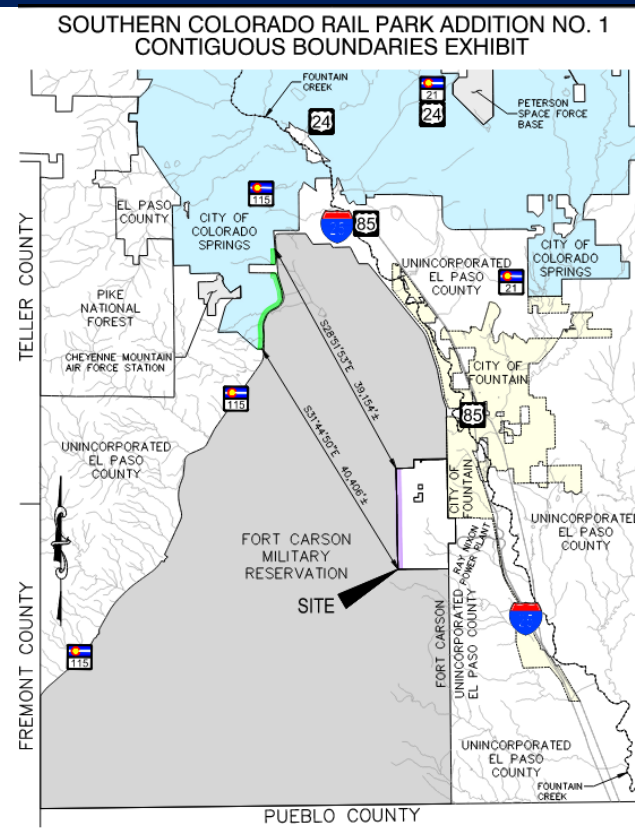 SOUTHERN COLORADO RAIL PARK ADDITION NO. 1
CONTIGUOUS BOUNDARIES EXHIBIT
FOUNTAIN
CREEK
24
21
24
PETERSON
SPACE FORCE
BASE
115
EL PASO
COUNTY
CITY OF
COLORADO
SPRINGS
85
UNINCORPORATED
EL PASO
COUNTY
21
CITY OF
COLORADO
SPRINGS
TELLER COUNTY
PIKE
NATIONAL
FOREST
CHEYENNE MOUNTAIN
AIR FORCE STATION
S28°51'53"E 39,154'±
S31°44'50"E 40,406'±
CITY OF
FOUNTAIN
115
85
UNINCORPORATED
EL PASO
COUNTY
CITY OF
FOUNTAIN
UNINCORPORATED
EL PASO
COUNTY
FORT CARSON
MILITARY
RESERVATION
SITE
RAY NIXON
POWER PLANT
FORT CARSON
UNINCORPORATED
EL PASO COUNTY
FREMONT COUNTY
115
UNINCORPORATED
EL PASO
COUNTY
FOUNTAIN
CREEK
PUEBLO COUNTY